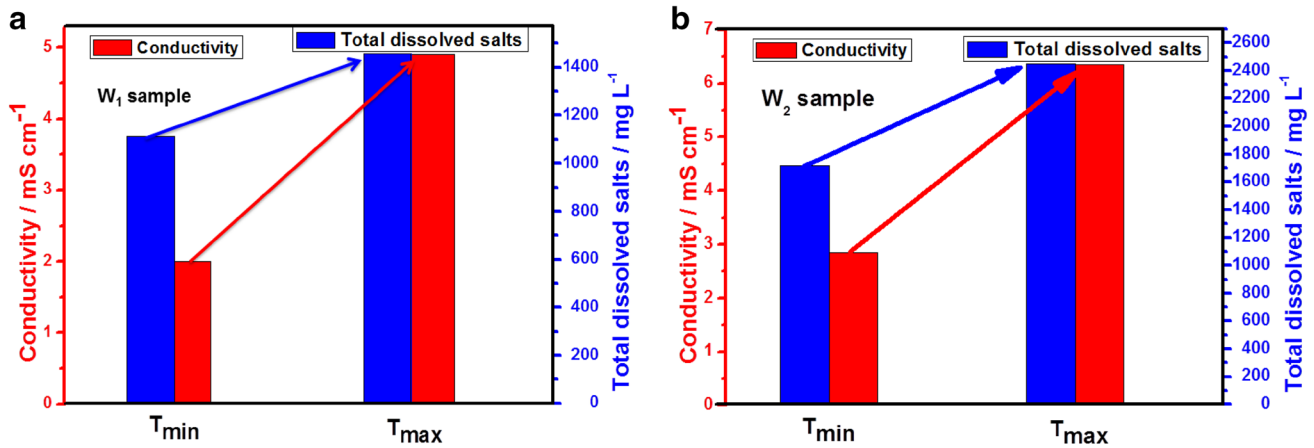 a
Conductivity
Total dissolved salts
W1 sample
Conductivity / mS cm-1
5
4
3
2
1
0
Total dissolved salts / mg L-1
1400
1200
1000
800
600
400
200
0
Tmin
Tmax
b
Conductivity
Total dissolved salts
W2 sample
Conductivity / mS cm-1
7
6
5
4
3
2
1
0
Total dissolved salts / mg L-1
2600
2400
2200
2000
1800
1600
1400
1200
1000
800
600
400
200
0
Tmin
Tmax